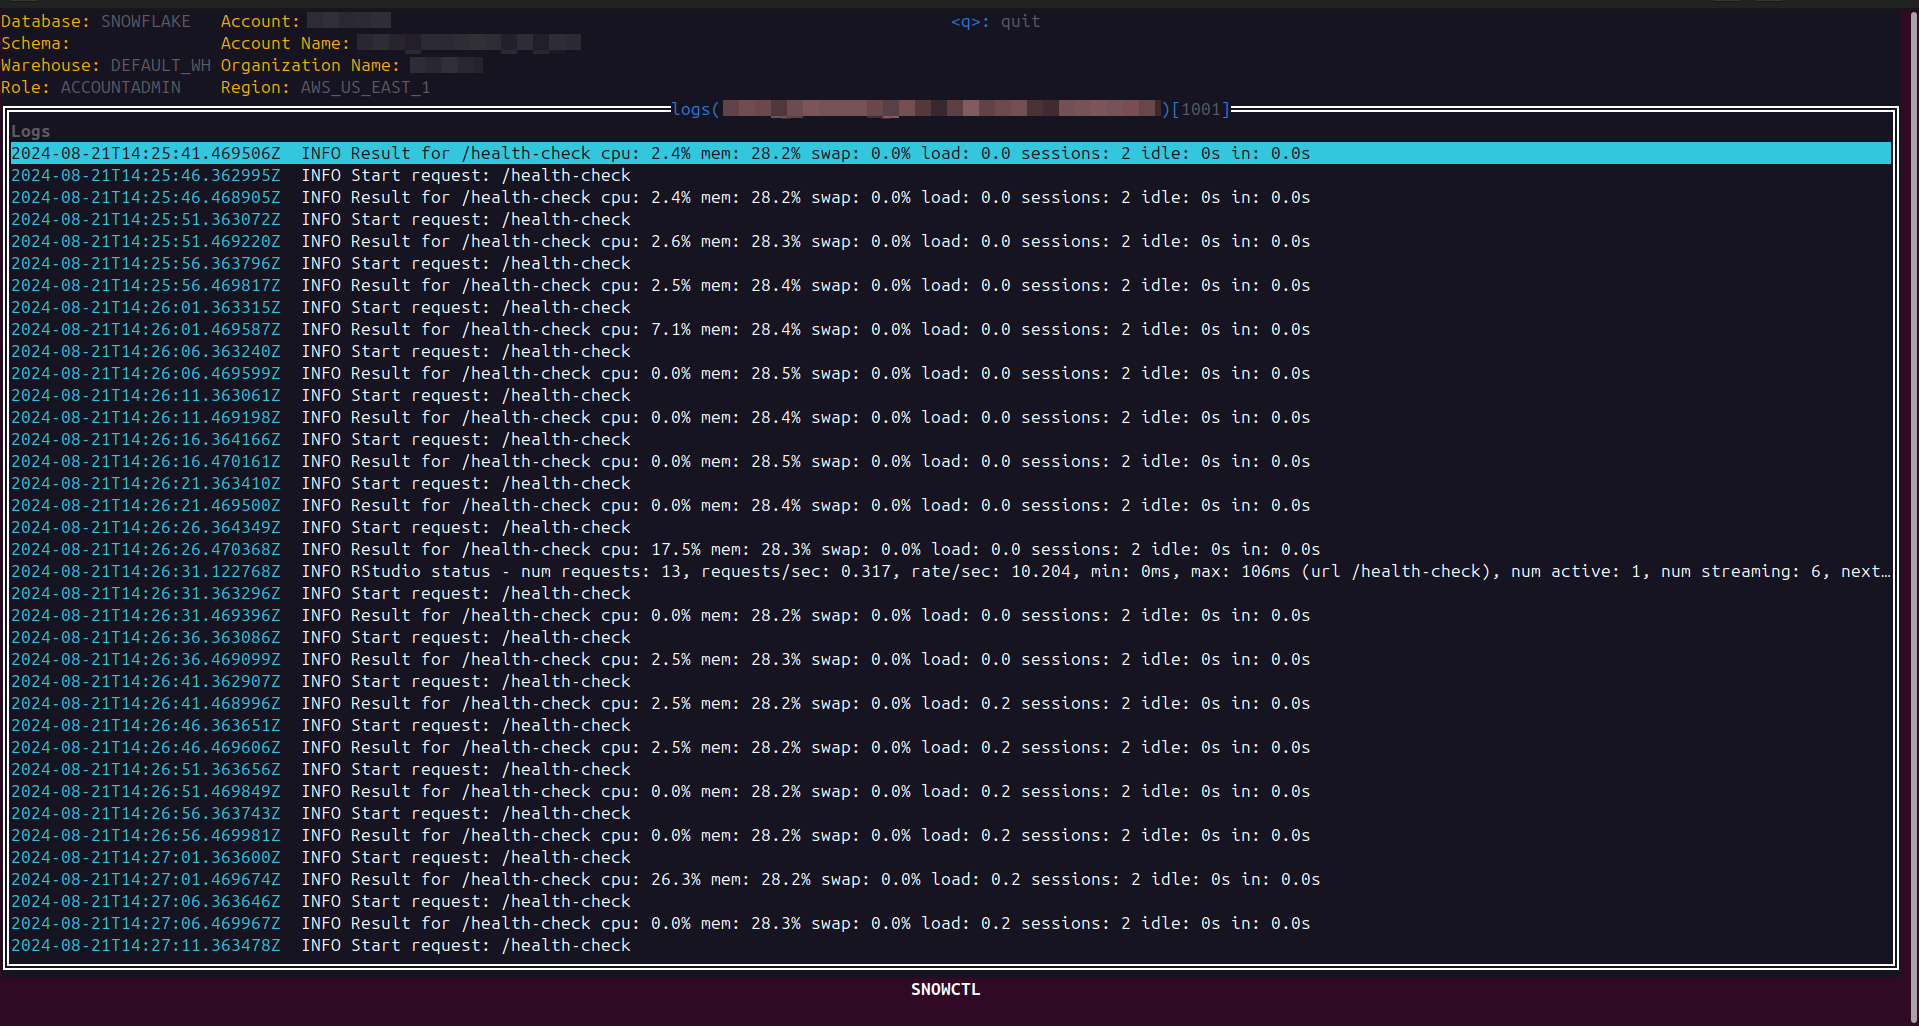 Database: SNOWFLAKE Account: <q>: quit
Schema: Account Name:
Warehouse: DEFAULT_WH Organization Name:
Role: ACCOUNTADMIN Region: AWS_US_EAST_1
logs( )[1001]
Logs
2024-08-21T14:25:41.469506Z INFO Result for /health-check cpu: 2.4% mem: 28.2% swap: 0.0% load: 0.0 sessions: 2 idle: 0s in: 0.0s
2024-08-21T14:25:46.362995Z INFO Start request: /health-check
2024-08-21T14:25:46.468905Z INFO Result for /health-check cpu: 2.4% mem: 28.2% swap: 0.0% load: 0.0 sessions: 2 idle: 0s in: 0.0s
2024-08-21T14:25:51.363072Z INFO Start request: /health-check
2024-08-21T14:25:51.469220Z INFO Result for /health-check cpu: 2.6% mem: 28.3% swap: 0.0% load: 0.0 sessions: 2 idle: 0s in: 0.0s
2024-08-21T14:25:56.363796Z INFO Start request: /health-check
2024-08-21T14:25:56.469817Z INFO Result for /health-check cpu: 2.5% mem: 28.4% swap: 0.0% load: 0.0 sessions: 2 idle: 0s in: 0.0s
2024-08-21T14:26:01.363315Z INFO Start request: /health-check
2024-08-21T14:26:01.469587Z INFO Result for /health-check cpu: 7.1% mem: 28.4% swap: 0.0% load: 0.0 sessions: 2 idle: 0s in: 0.0s
2024-08-21T14:26:06.363240Z INFO Start request: /health-check
2024-08-21T14:26:06.469599Z INFO Result for /health-check cpu: 0.0% mem: 28.5% swap: 0.0% load: 0.0 sessions: 2 idle: 0s in: 0.0s
2024-08-21T14:26:11.363061Z INFO Start request: /health-check
2024-08-21T14:26:11.469198Z INFO Result for /health-check cpu: 0.0% mem: 28.4% swap: 0.0% load: 0.0 sessions: 2 idle: 0s in: 0.0s
2024-08-21T14:26:16.364166Z INFO Start request: /health-check
2024-08-21T14:26:16.470161Z INFO Result for /health-check cpu: 0.0% mem: 28.5% swap: 0.0% load: 0.0 sessions: 2 idle: 0s in: 0.0s
2024-08-21T14:26:21.363410Z INFO Start request: /health-check
2024-08-21T14:26:21.469500Z INFO Result for /health-check cpu: 0.0% mem: 28.4% swap: 0.0% load: 0.0 sessions: 2 idle: 0s in: 0.0s
2024-08-21T14:26:26.364349Z INFO Start request: /health-check
2024-08-21T14:26:26.470368Z INFO Result for /health-check cpu: 17.5% mem: 28.3% swap: 0.0% load: 0.0 sessions: 2 idle: 0s in: 0.0s
2024-08-21T14:26:31.122768Z INFO RStudio status - num requests: 13, requests/sec: 0.317, rate/sec: 10.204, min: 0ms, max: 106ms (url /health-check), num active: 1, num streaming: 6, next…
2024-08-21T14:26:31.363296Z INFO Start request: /health-check
2024-08-21T14:26:31.469396Z INFO Result for /health-check cpu: 0.0% mem: 28.2% swap: 0.0% load: 0.0 sessions: 2 idle: 0s in: 0.0s
2024-08-21T14:26:36.363086Z INFO Start request: /health-check
2024-08-21T14:26:36.469099Z INFO Result for /health-check cpu: 2.5% mem: 28.3% swap: 0.0% load: 0.0 sessions: 2 idle: 0s in: 0.0s
2024-08-21T14:26:41.362907Z INFO Start request: /health-check
2024-08-21T14:26:41.468996Z INFO Result for /health-check cpu: 2.5% mem: 28.2% swap: 0.0% load: 0.2 sessions: 2 idle: 0s in: 0.0s
2024-08-21T14:26:46.363651Z INFO Start request: /health-check
2024-08-21T14:26:46.469606Z INFO Result for /health-check cpu: 2.5% mem: 28.2% swap: 0.0% load: 0.2 sessions: 2 idle: 0s in: 0.0s
2024-08-21T14:26:51.363656Z INFO Start request: /health-check
2024-08-21T14:26:51.469849Z INFO Result for /health-check cpu: 0.0% mem: 28.2% swap: 0.0% load: 0.2 sessions: 2 idle: 0s in: 0.0s
2024-08-21T14:26:56.363743Z INFO Start request: /health-check
2024-08-21T14:26:56.469981Z INFO Result for /health-check cpu: 0.0% mem: 28.2% swap: 0.0% load: 0.2 sessions: 2 idle: 0s in: 0.0s
2024-08-21T14:27:01.363600Z INFO Start request: /health-check
2024-08-21T14:27:01.469674Z INFO Result for /health-check cpu: 26.3% mem: 28.2% swap: 0.0% load: 0.2 sessions: 2 idle: 0s in: 0.0s
2024-08-21T14:27:06.363646Z INFO Start request: /health-check
2024-08-21T14:27:06.469967Z INFO Result for /health-check cpu: 0.0% mem: 28.3% swap: 0.0% load: 0.2 sessions: 2 idle: 0s in: 0.0s
2024-08-21T14:27:11.363478Z INFO Start request: /health-check
SNOWCTL